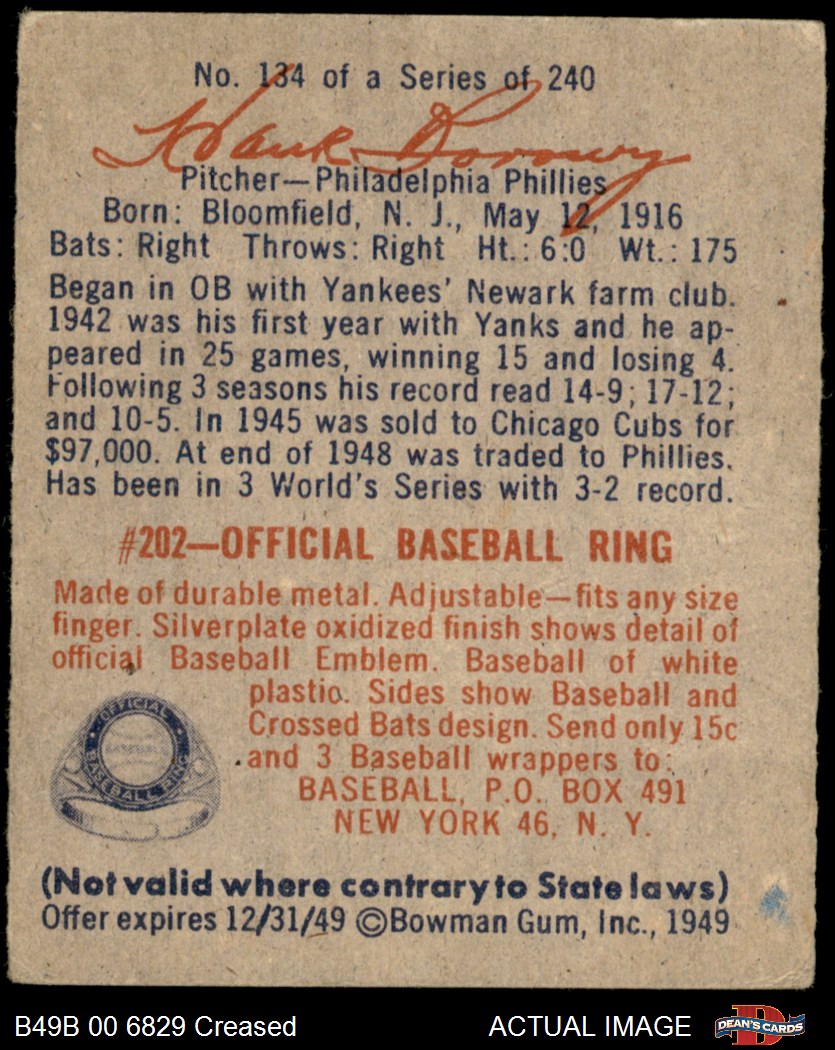 No. 134 of a Series of 240
Hank Borowy
Pitcher—Philadelphia Phillies
Born: Bloomfield, N. J., May 12, 1916
Bats: Right Throws: Right Ht.: 6:0 Wt.: 175
Began in OB with Yankees' Newark farm club.
1942 was his first year with Yanks and he ap-
peared in 25 games, winning 15 and losing 4.
Following 3 seasons his record read 14-9; 17-12;
and 10-5. In 1945 was sold to Chicago Cubs for
$97,000. At end of 1948 was traded to Phillies.
Has been in 3 World's Series with 3-2 record.
#202—OFFICIAL BASEBALL RING
Made of durable metal. Adjustable—fits any size
finger. Silverplate oxidized finish shows detail of
official Baseball Emblem. Baseball of white
plastic. Sides show Baseball and
Crossed Bats design. Send only 15c
and 3 Baseball wrappers to:
BASEBALL, P.O. BOX 491
NEW YORK 46, N. Y.
OFFICIAL
BASEBALL
BASEBALL RING
(Not valid where contrary to State laws)
Offer expires 12/31/49 ©Bowman Gum, Inc., 1949
B49B 00 6829 Creased
ACTUAL IMAGE
D
DEAN'S CARDS